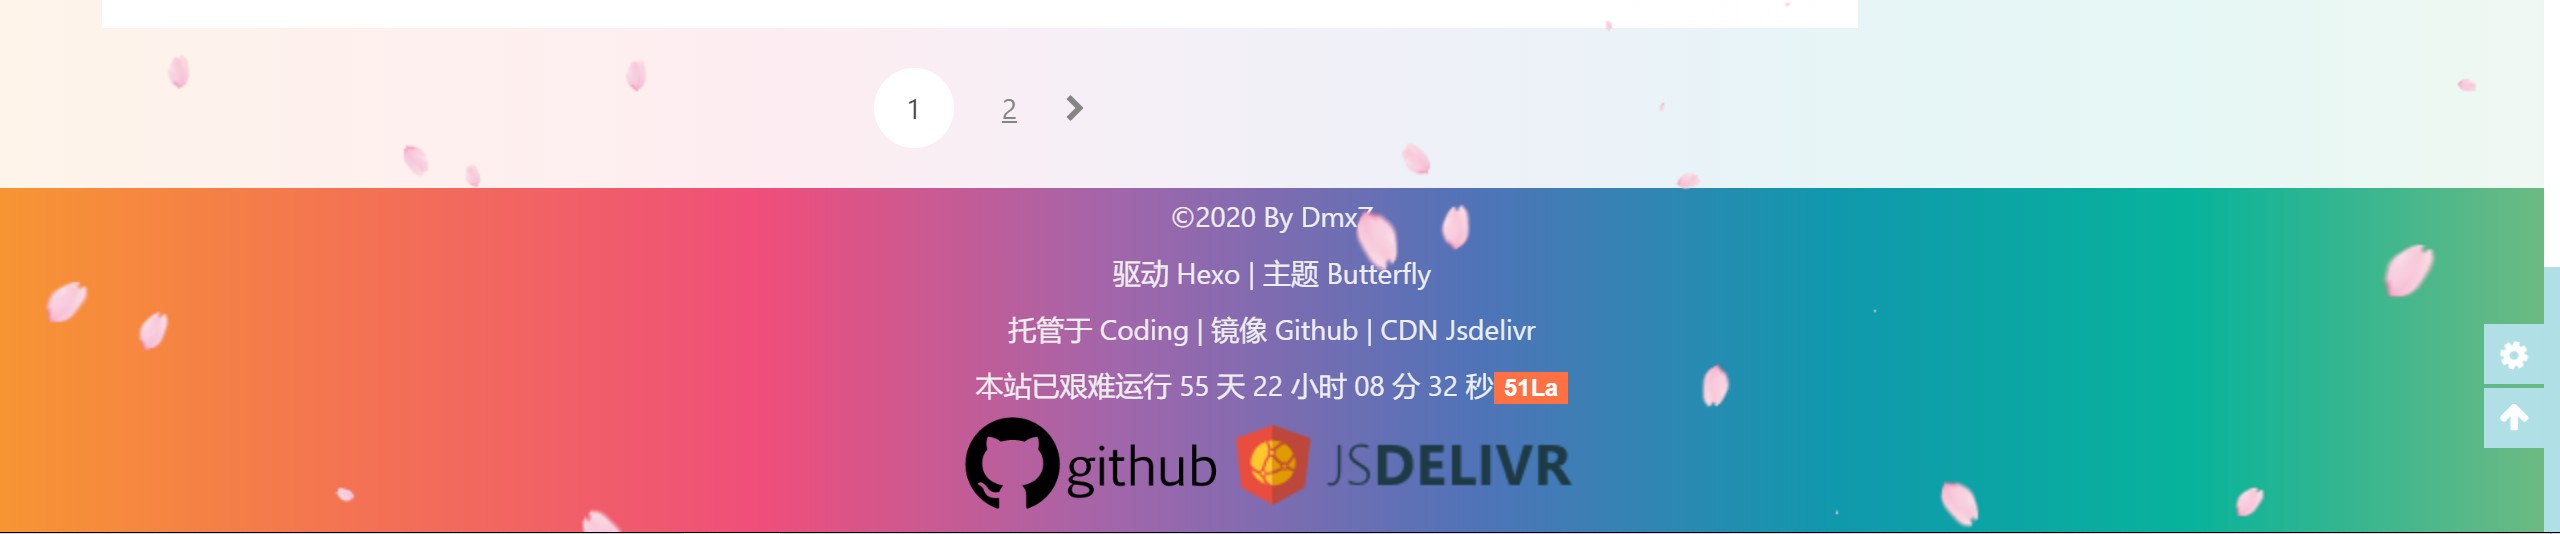 1 2
©2020 By Dmx
驱动 Hexo | 主题 Butterfly
托管于 Coding | 镜像 Github | CDN Jsdelivr
本站已艰难运行 55 天 22 小时 08 分 32 秒 51La
github JSDELIVR